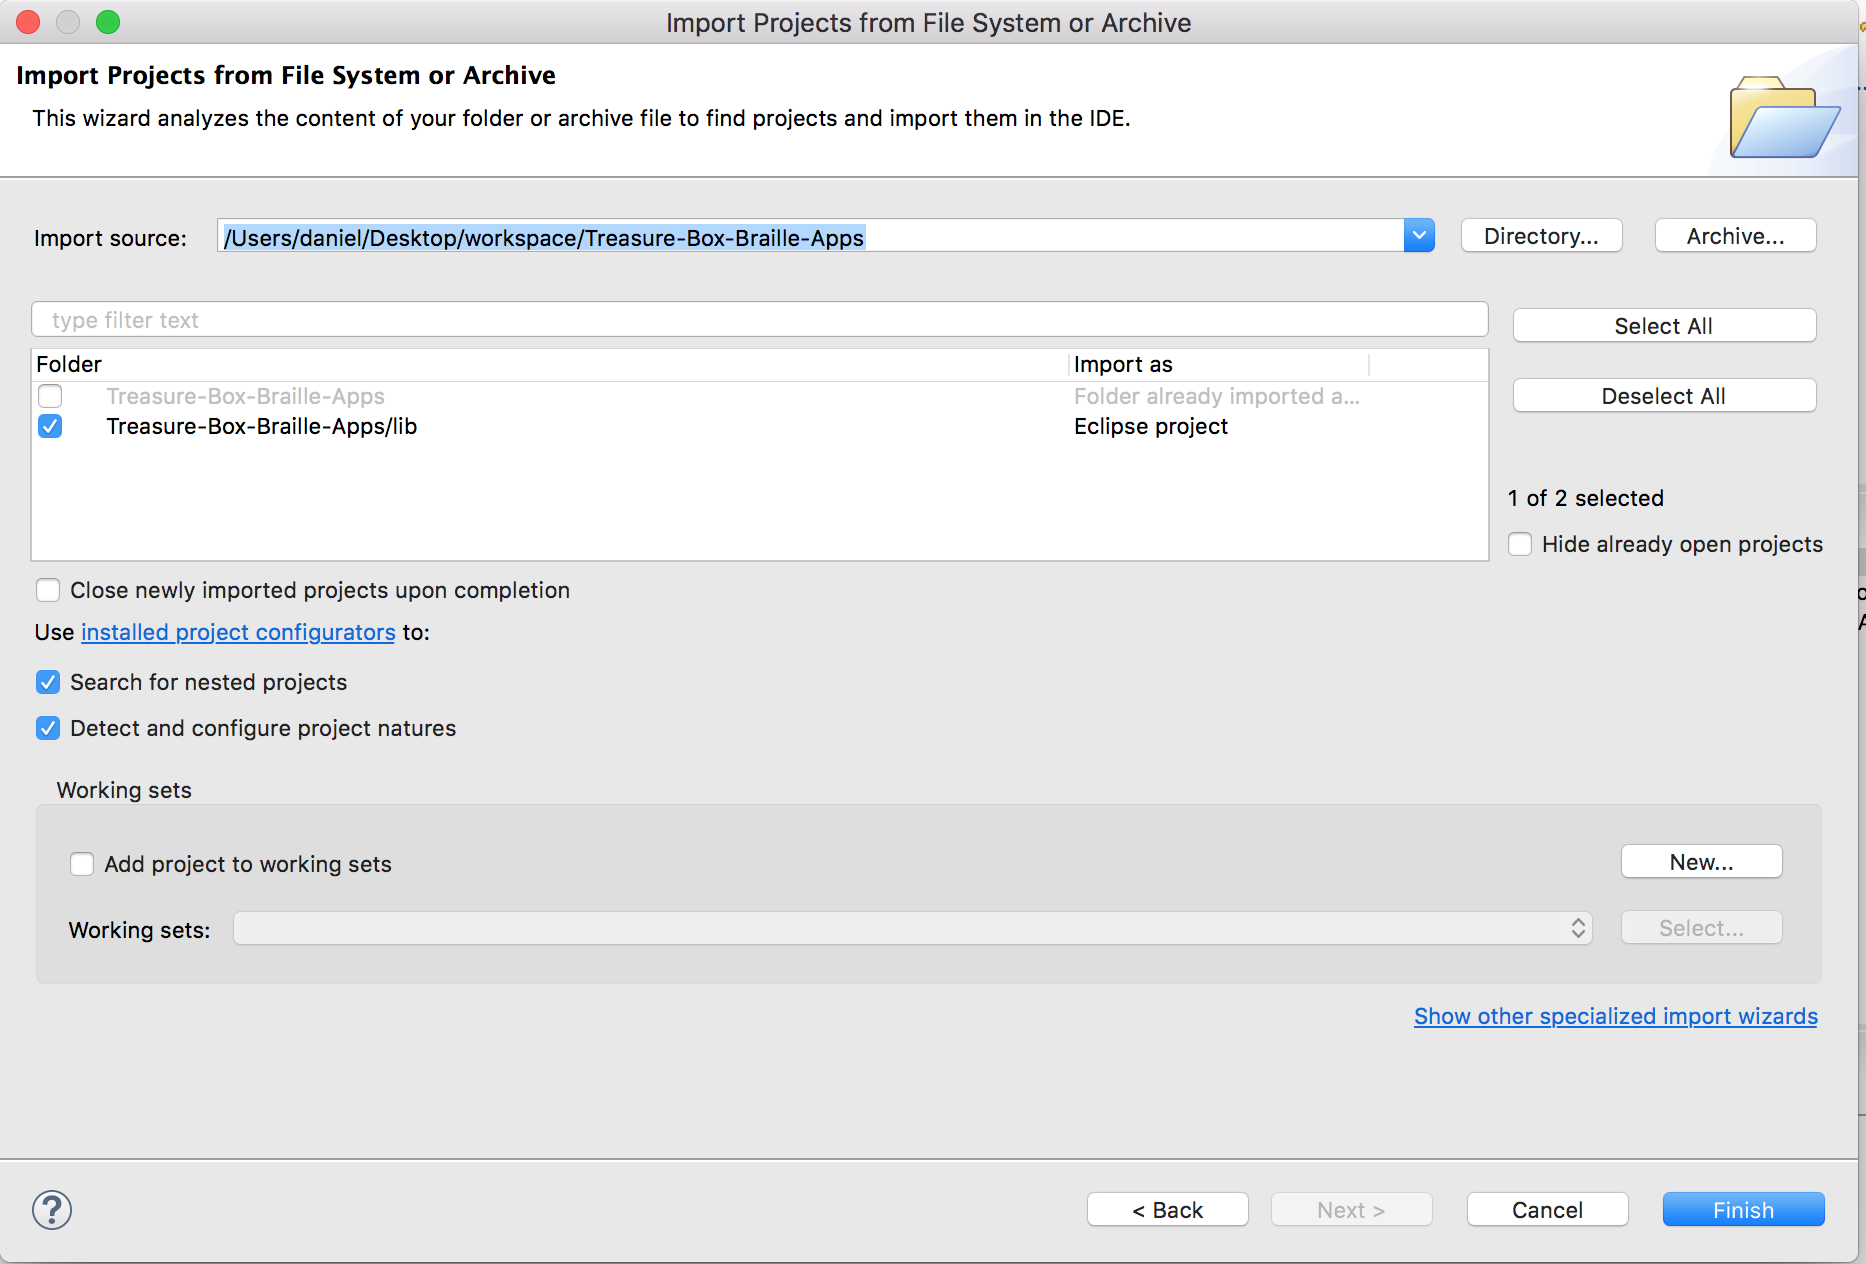 Import Projects from File System or Archive
Import Projects from File System or Archive
This wizard analyzes the content of your folder or archive file to find projects and import them in the IDE.
Import source: /Users/daniel/Desktop/workspace/Treasure-Box-Braille-Apps Directory... Archive...
type filter text
Select All
Folder Import as
Treasure-Box-Braille-Apps Folder already imported a...
Deselect All
Treasure-Box-Braille-Apps/lib Eclipse project
1 of 2 selected
Hide already open projects
Close newly imported projects upon completion
Use installed project configurators to:
Search for nested projects
Detect and configure project natures
Working sets
Add project to working sets New...
Working sets: Select...
Show other specialized import wizards
? < Back Next > Cancel Finish